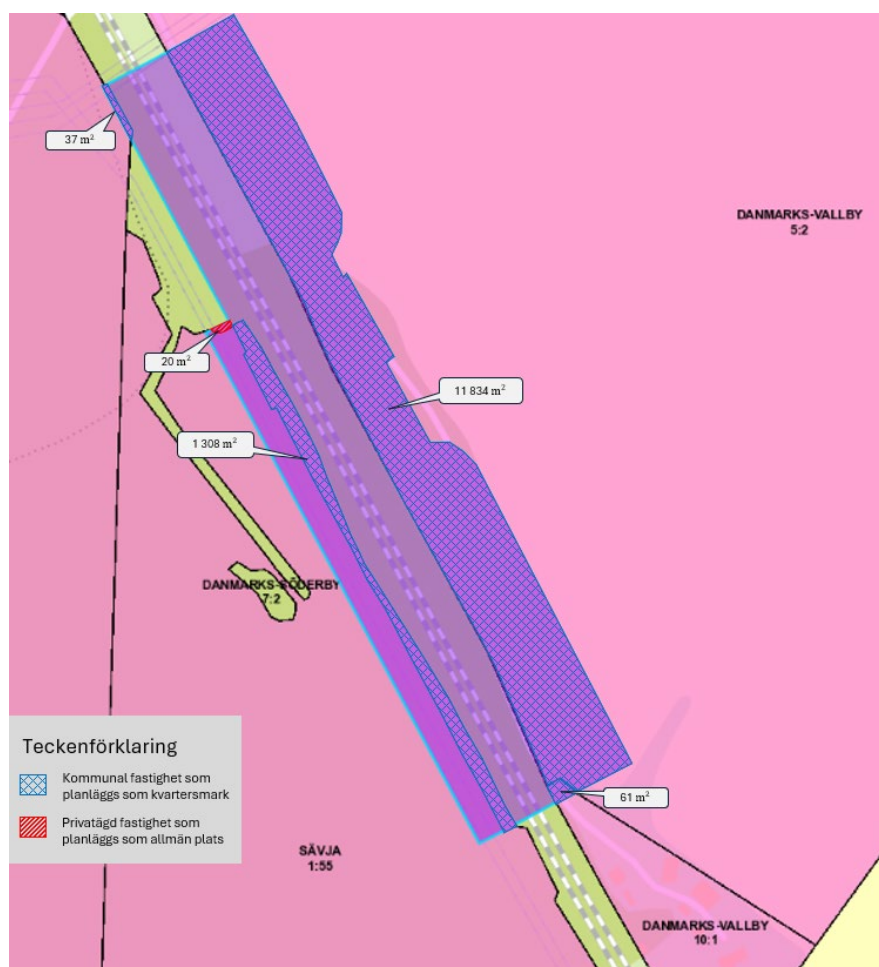 37 m²
DANMARKS-VALLBY
5:2
20 m²
11 834 m²
1 308 m²
DANMARKS-SÖDERBY
7:2
Teckenförklaring
Kommunal fastighet som
planläggs som kvartersmark
Privatägd fastighet som
planläggs som allmän plats
61 m²
SÄVJA
1:55
DANMARKS-VALLBY
10:1